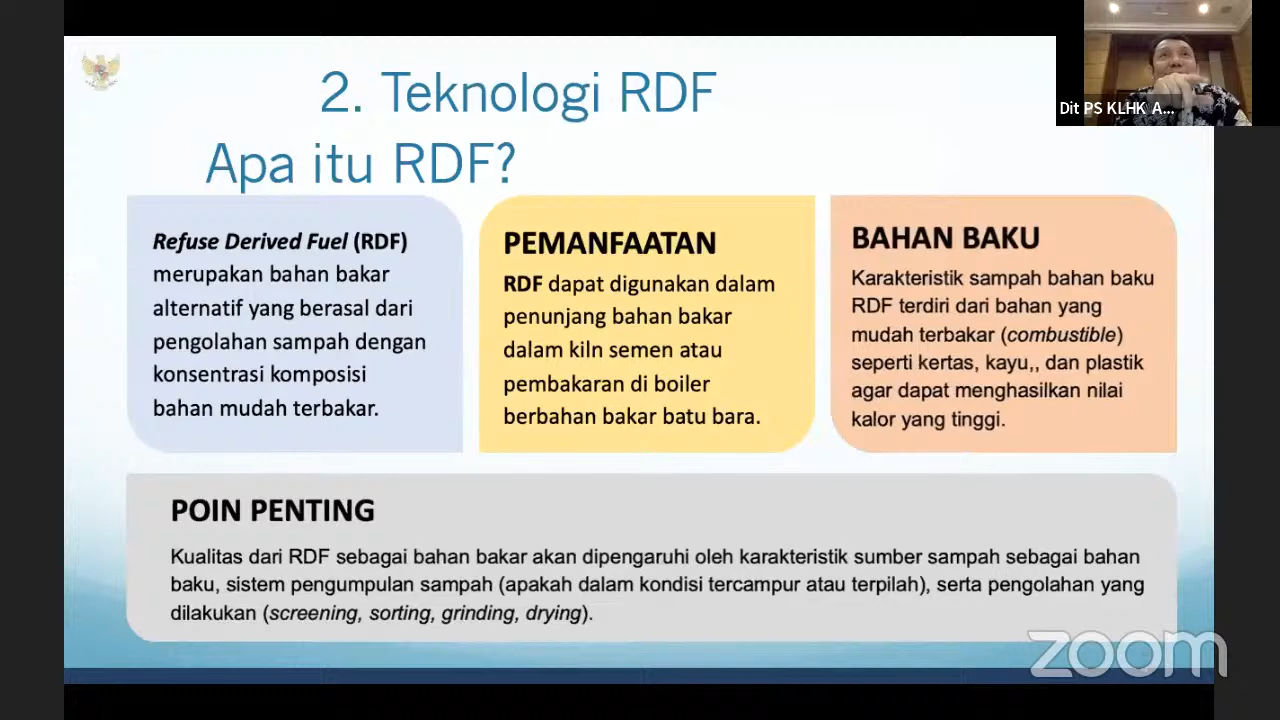 2. Teknologi RDF
Apa itu RDF?
Dit PS KLHK A...
Refuse Derived Fuel (RDF)
merupakan bahan bakar
alternatif yang berasal dari
pengolahan sampah dengan
konsentrasi komposisi
bahan mudah terbakar.
PEMANFAATAN
RDF dapat digunakan dalam
penunjang bahan bakar
dalam kiln semen atau
pembakaran di boiler
berbahan bakar batu bara.
BAHAN BAKU
Karakteristik sampah bahan baku
RDF terdiri dari bahan yang
mudah terbakar (combustible)
seperti kertas, kayu,, dan plastik
agar dapat menghasilkan nilai
kalor yang tinggi.
POIN PENTING
Kualitas dari RDF sebagai bahan bakar akan dipengaruhi oleh karakteristik sumber sampah sebagai bahan
baku, sistem pengumpulan sampah (apakah dalam kondisi tercampur atau terpilah), serta pengolahan yang
dilakukan (screening, sorting, grinding, drying).
zoom